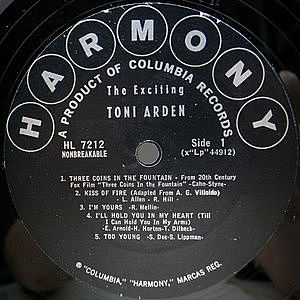 HARMONY
A PRODUCT OF COLUMBIA RECORDS
The Exciting
TONI ARDEN
HL 7212
NONBREAKABLE
Side 1
(x"Lp" 44912)
1. THREE COINS IN THE FOUNTAIN - From 20th Century
Fox Film "Three Coins in the Fountain" -Cahn-Styne-
2. KISS OF FIRE (Adapted from A. G. Villoldo)
- L. Allen - R. Hill -
3. I'M YOURS - R. Mellin-
4. I'LL HOLD YOU IN MY HEART (Till
I Can Hold You In My Arms)
-E. Arnold-H. Horton-T. Dilbeck-
5. TOO YOUNG -S. Dee-S. Lippman-
® "COLUMBIA," "HARMONY," MARCAS REG.